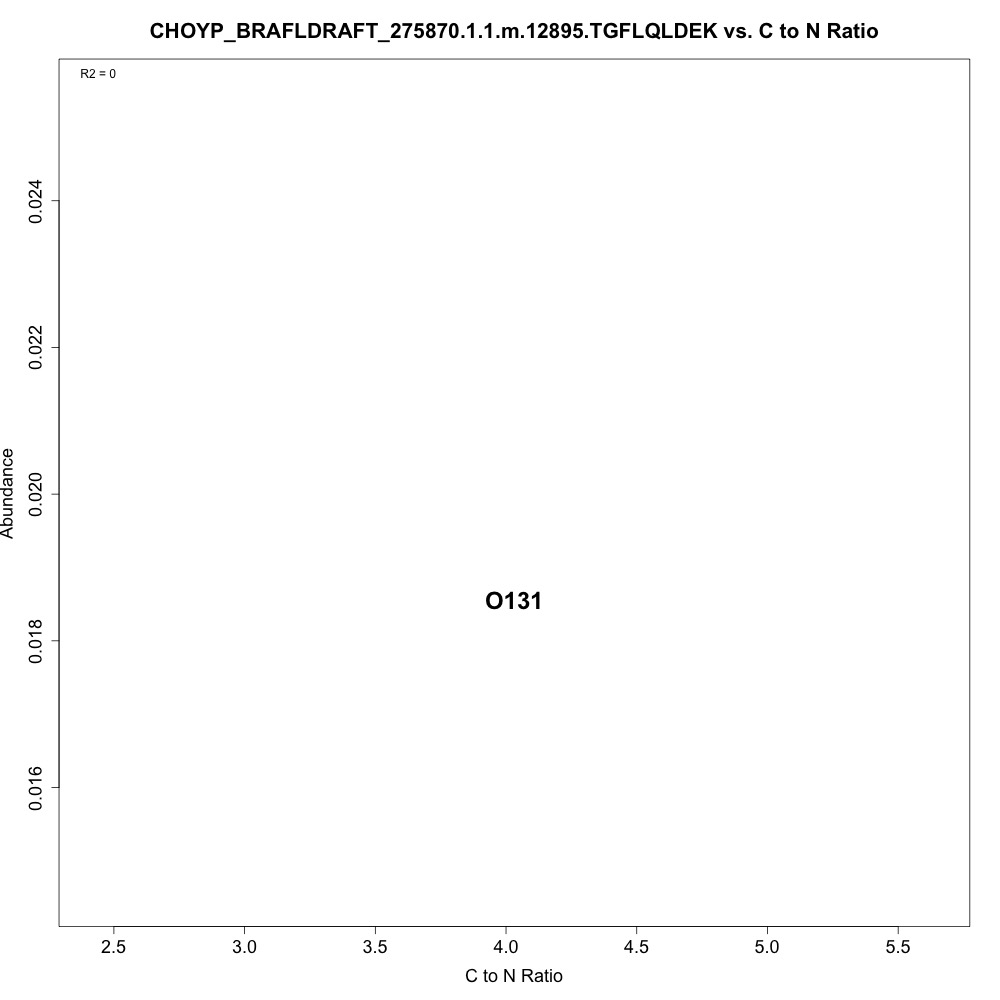 CHOYP_BRAFLDRAFT_275870.1.1.m.12895.TGFLQLDEK vs. C to N Ratio
R2 = 0
0.024
0.022
0.020
0.018
0.016
Abundance
O131
2.5 3.0 3.5 4.0 4.5 5.0 5.5
C to N Ratio